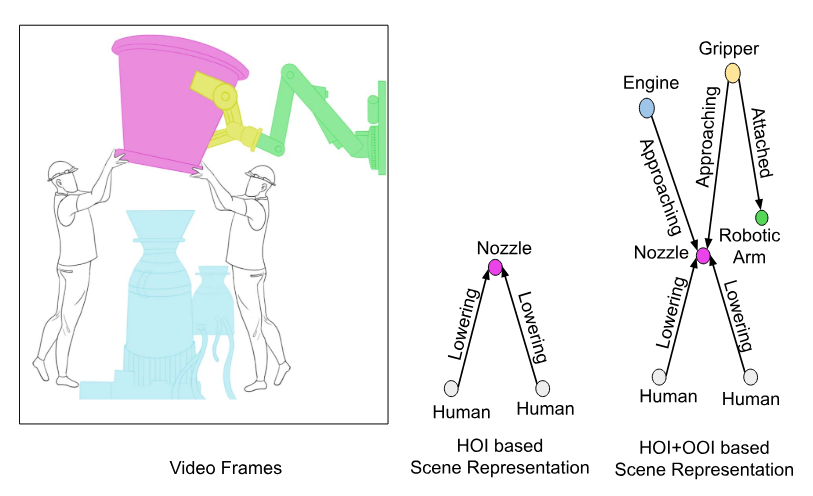 Video Frames
Nozzle
Lowering
Lowering
Human
Human
HOI based
Scene Representation
Gripper
Engine
Approaching
Approaching
Attached
Robotic
Arm
Nozzle
Lowering
Lowering
Human
Human
HOI+OOI based
Scene Representation